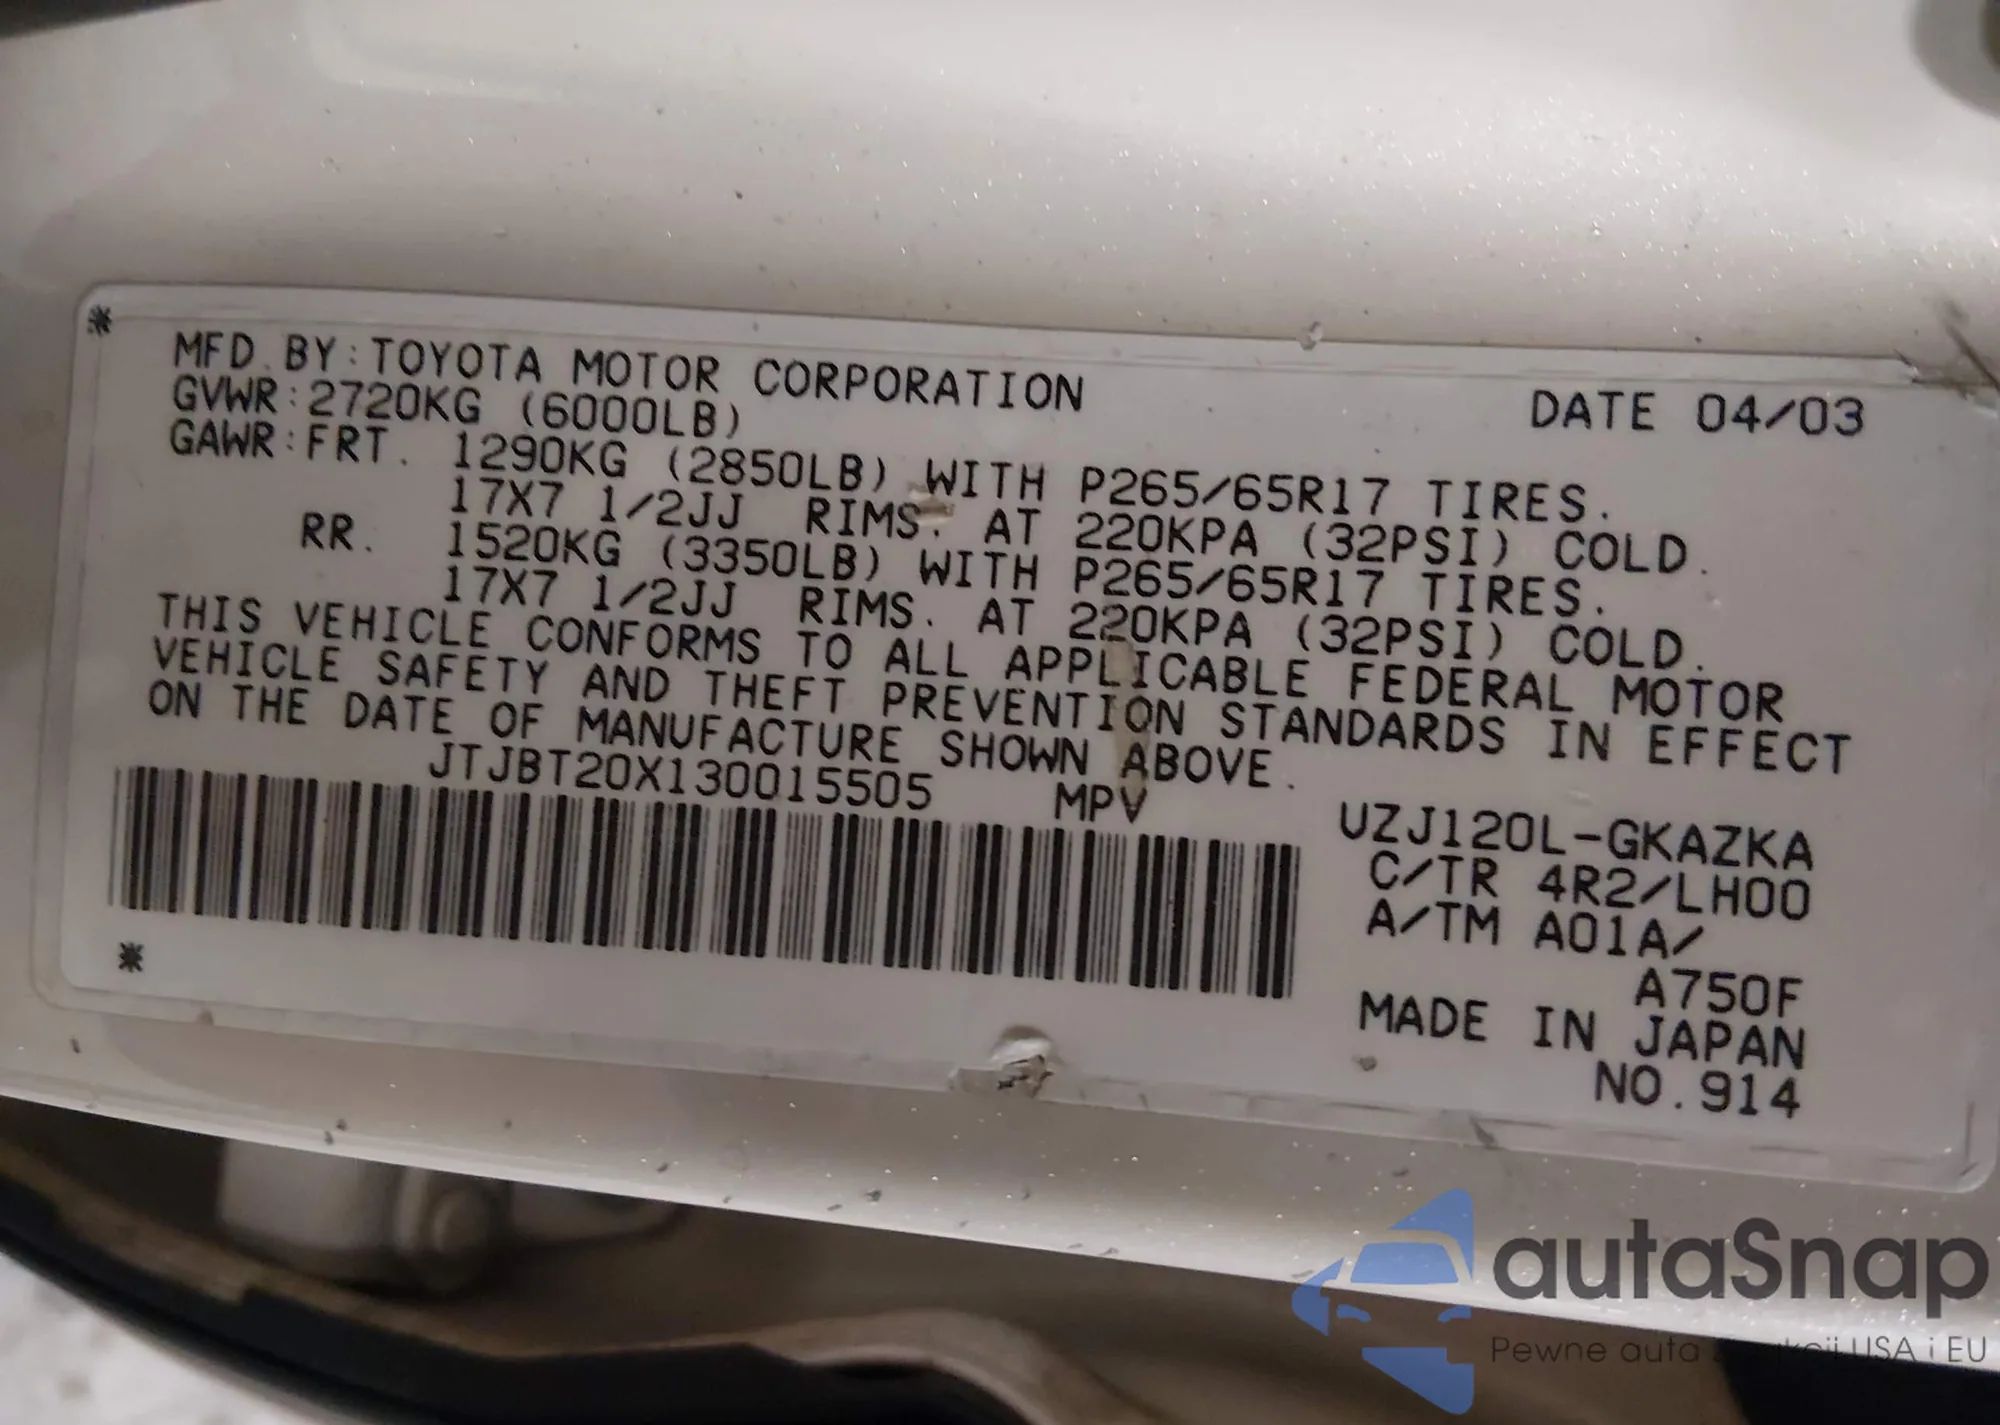 MFD.BY:TOYOTA MOTOR CORPORATION DATE 04/03
GVWR:2720KG (6000LB)
GAWR:FRT. 1290KG (2850LB) WITH P265/65R17 TIRES.
17X7 1/2JJ RIMS. AT 220KPA (32PSI) COLD.
RR. 1520KG (3350LB) WITH P265/65R17 TIRES.
17X7 1/2JJ RIMS. AT 220KPA (32PSI) COLD.
THIS VEHICLE CONFORMS TO ALL APPLICABLE FEDERAL MOTOR
VEHICLE SAFETY AND THEFT PREVENTION STANDARDS IN EFFECT
ON THE DATE OF MANUFACTURE SHOWN ABOVE.
JTJBT20X130015505 MPV
UZJ120L-GKAZKA
C/TR 4R2/LH00
A/TM A01A/
A750F
MADE IN JAPAN
NO.914
autaSnap
Pewne auta USA i EU